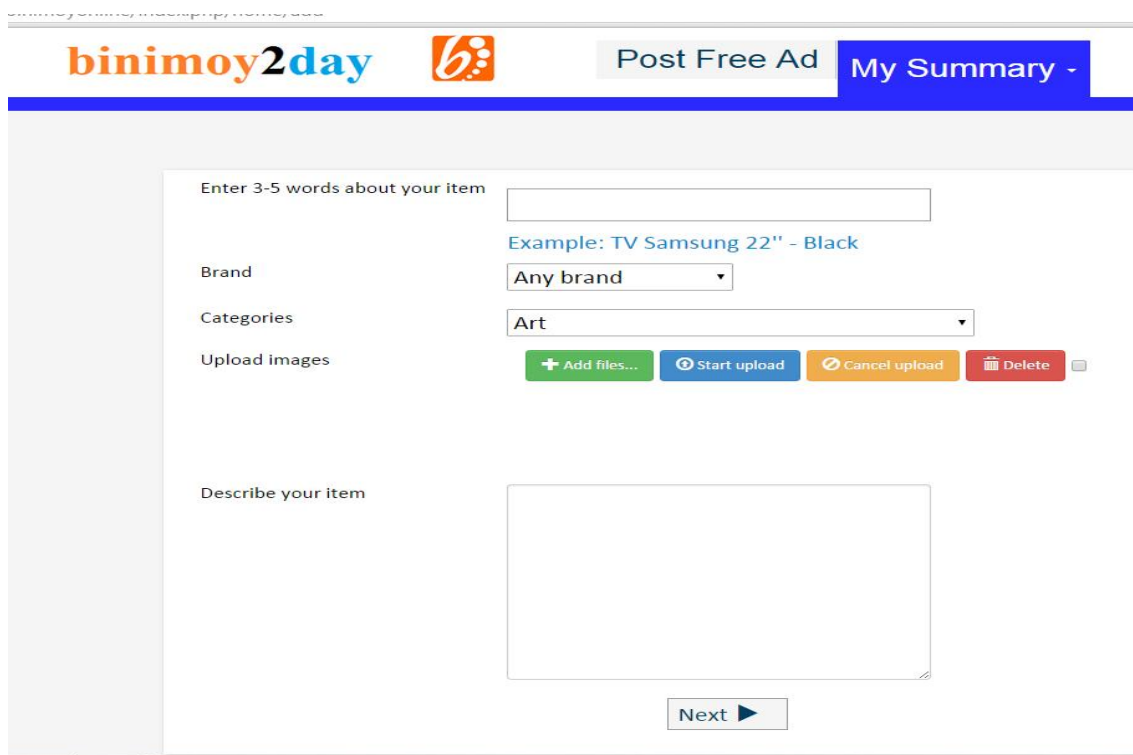 binimoy2day b Post Free Ad My Summary
Enter 3-5 words about your item
Example: TV Samsung 22'' - Black
Brand Any brand
Categories Art
Upload images Add files... Start upload Cancel upload Delete
Describe your item
Next